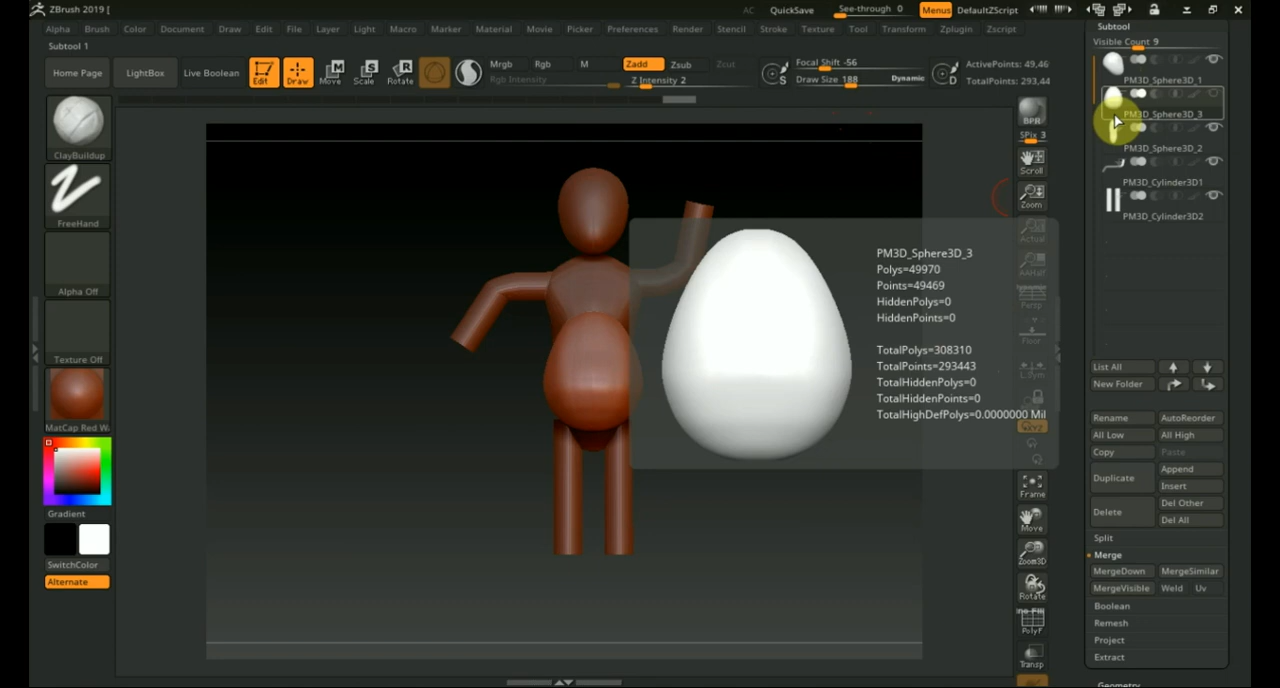 ZBrush 2019 [
AC QuickSave See-through 0 Menus DefaultZScript
Alpha Brush Color Document Draw Edit File Layer Light Macro Marker Material Movie Picker Preferences Render Stencil Stroke Texture Tool Transform Zplugin Zscript
Subtool 1
Home Page LightBox Live Boolean Edit Draw Move Scale Rotate
Mrgb Rgb M Zadd Zsub
Rgb Intensity Z Intensity 2
Focal Shift -56
Draw Size 188 Dynamic
ActivePoints: 49,46
TotalPoints: 293,44
ClayBuildup
FreeHand
Alpha Off
Texture Off
MatCap Red Wa
Gradient
SwitchColor
Alternate
PM3D_Sphere3D_3
Polys=49970
Points=49469
HiddenPolys=0
HiddenPoints=0
TotalPolys=308310
TotalPoints=293443
TotalHiddenPolys=0
TotalHiddenPoints=0
TotalHighDefPolys=0.0000000 Mil
BPR
SPix 3
Scroll
Zoom
Actual
AAHalf
Persp
Floor
L.Sym
Frame
Move
Zoom3D
Rotate
PolyF
Transp
Subtool
Visible Count 9
PM3D_Sphere3D_1
PM3D_Sphere3D_3
PM3D_Sphere3D_2
PM3D_Cylinder3D1
PM3D_Cylinder3D2
List All
New Folder
Rename AutoReorder
All Low All High
Copy Paste
Duplicate Append
Insert
Delete Del Other
Del All
Split
Merge
MergeDown MergeSimilar
MergeVisible Weld Uv
Boolean
Remesh
Project
Extract
Geometry